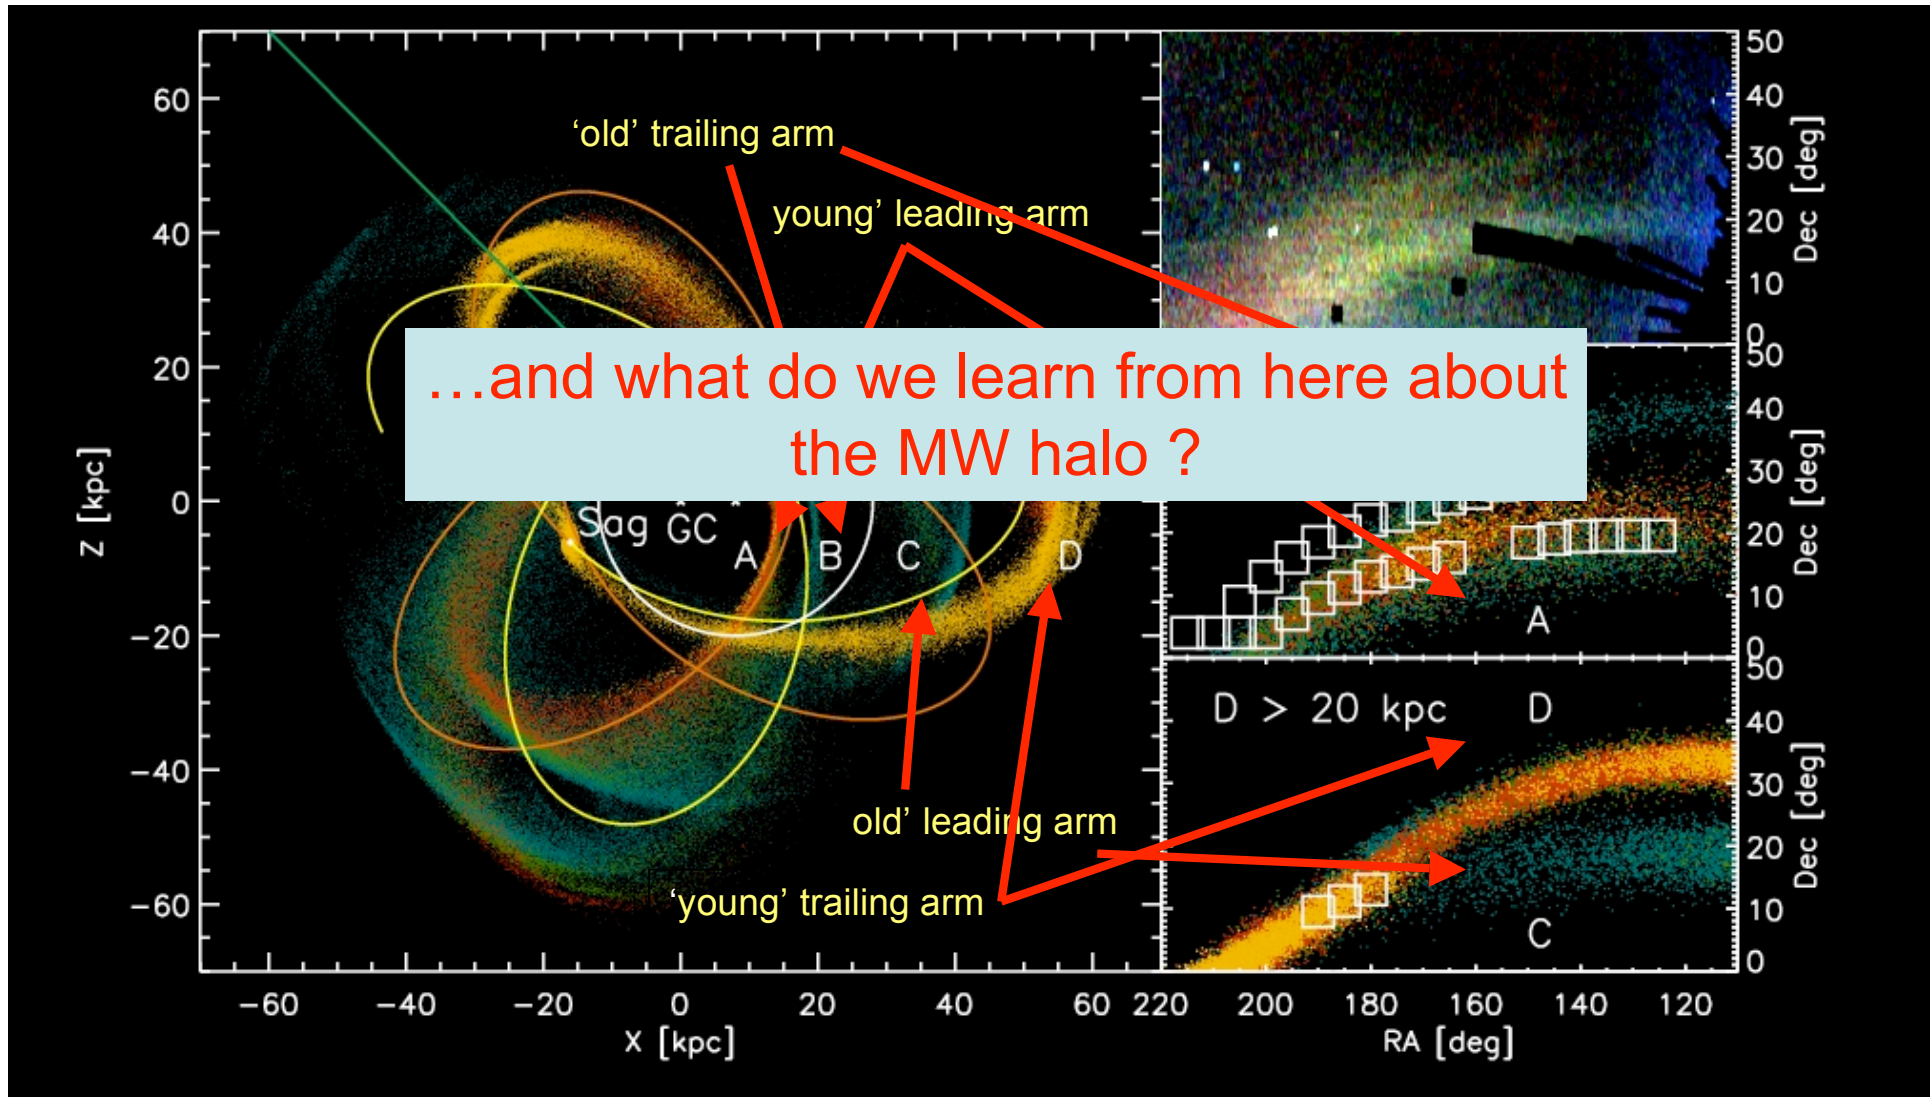 ‘old’ trailing arm
young’ leading arm
…and what do we learn from here about
the MW halo ?
Sag GC
A B C D
old’ leading arm
‘young’ trailing arm
60
40
20
0
−20
−40
−60
Z [kpc]
−60 −40 −20 0 20 40 60
X [kpc]
50
40
30
20
10
0
Dec [deg]
50
40
30
20
10
0
Dec [deg]
A
D > 20 kpc D
C
50
40
30
20
10
0
Dec [deg]
220 200 180 160 140 120
RA [deg]